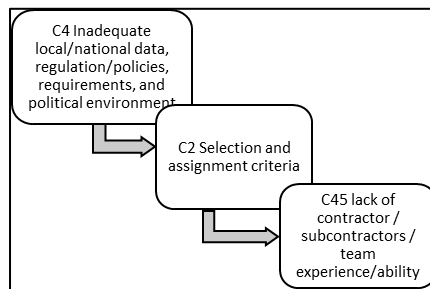 C4 Inadequate
local/national data,
regulation/policies,
requirements, and
political environment
C2 Selection and
assignment criteria
C45 lack of
contractor /
subcontractors /
team
experience/ability